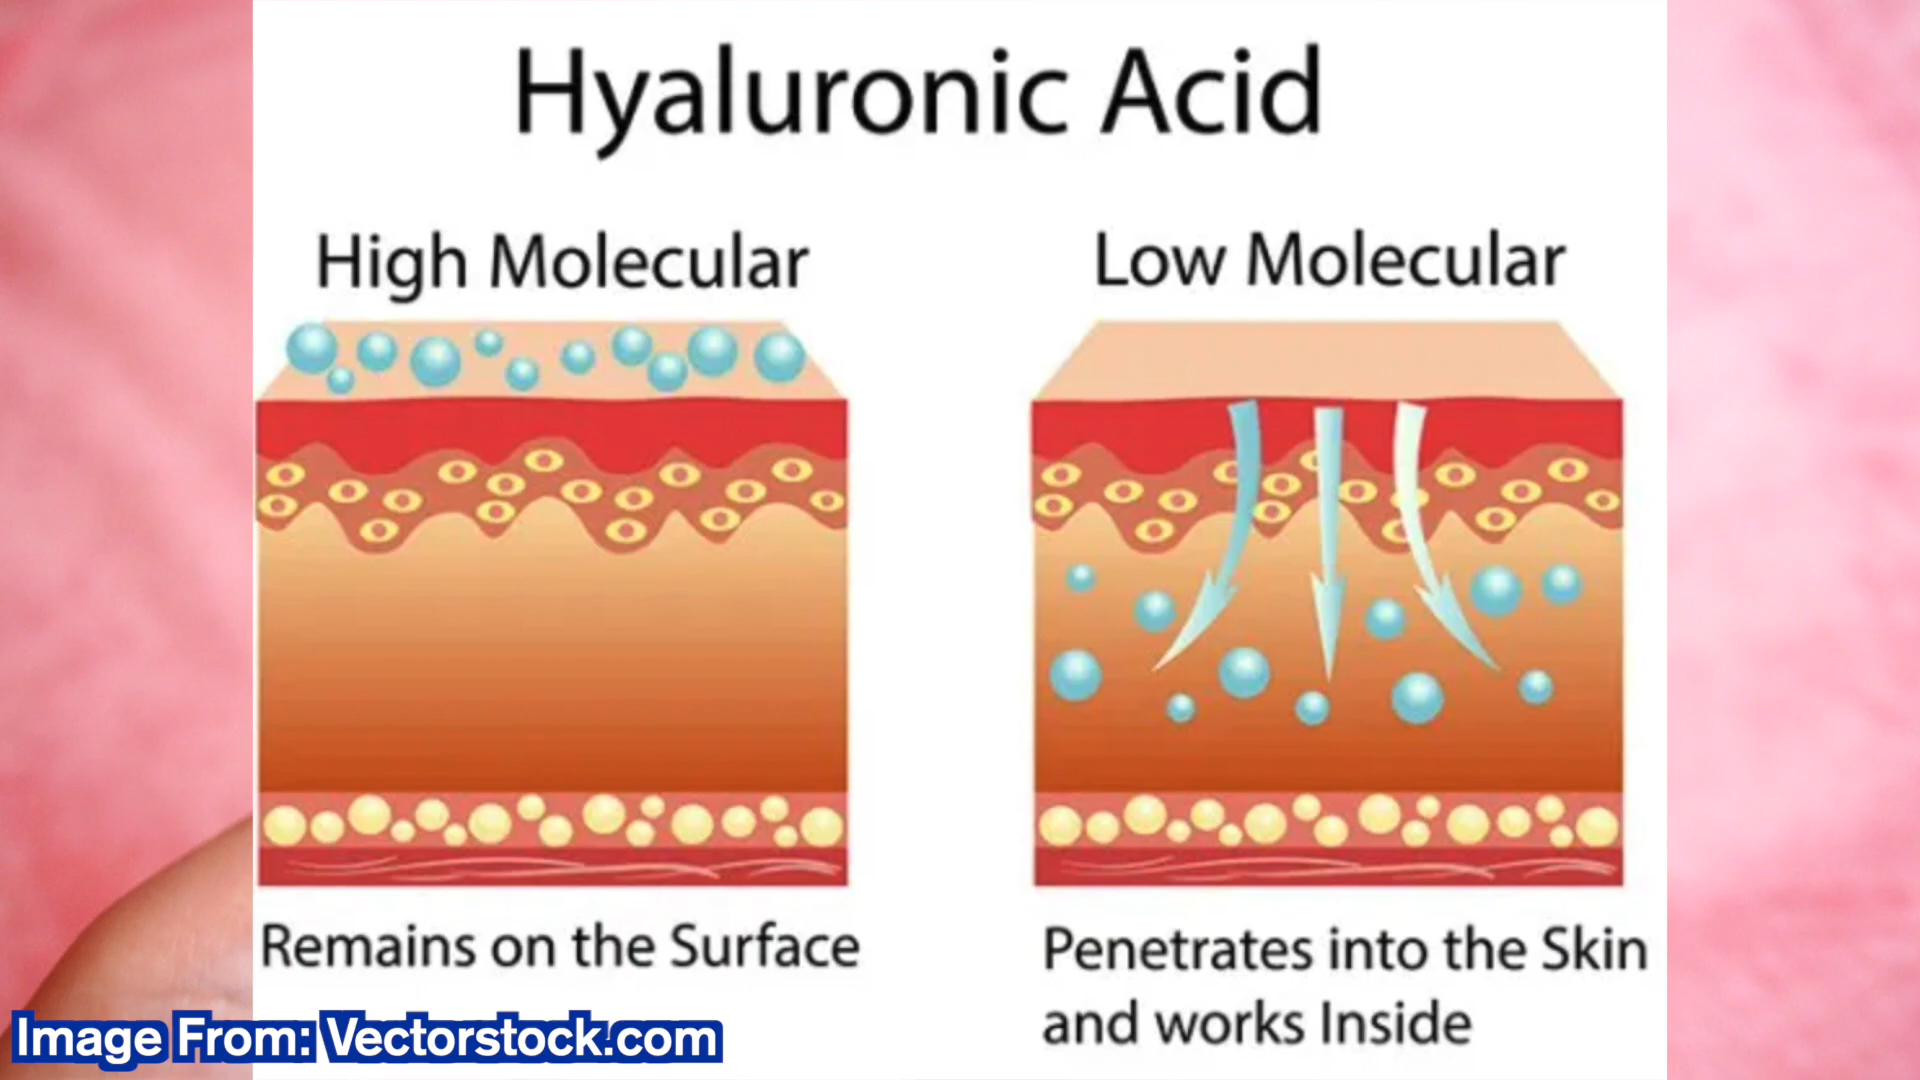 Hyaluronic Acid
High Molecular
Low Molecular
Remains on the Surface
Penetrates into the Skin
and works Inside
Image From: Vectorstock.com